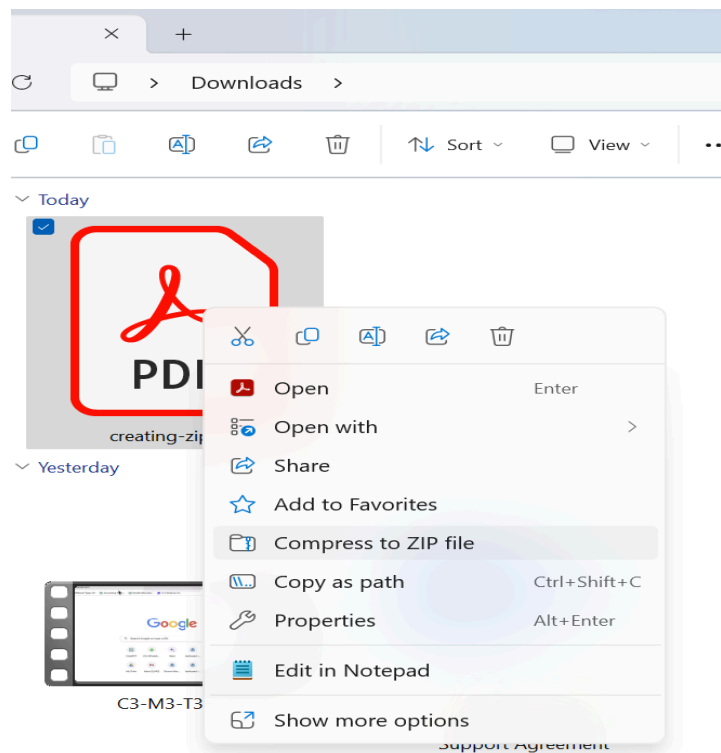 Downloads
Sort
View
Today
PDF
creating-zip
Open Enter
Open with
Share
Add to Favorites
Compress to ZIP file
Copy as path Ctrl+Shift+C
Properties Alt+Enter
Edit in Notepad
Show more options
Yesterday
Google
C3-M3-T3
Support Agreement